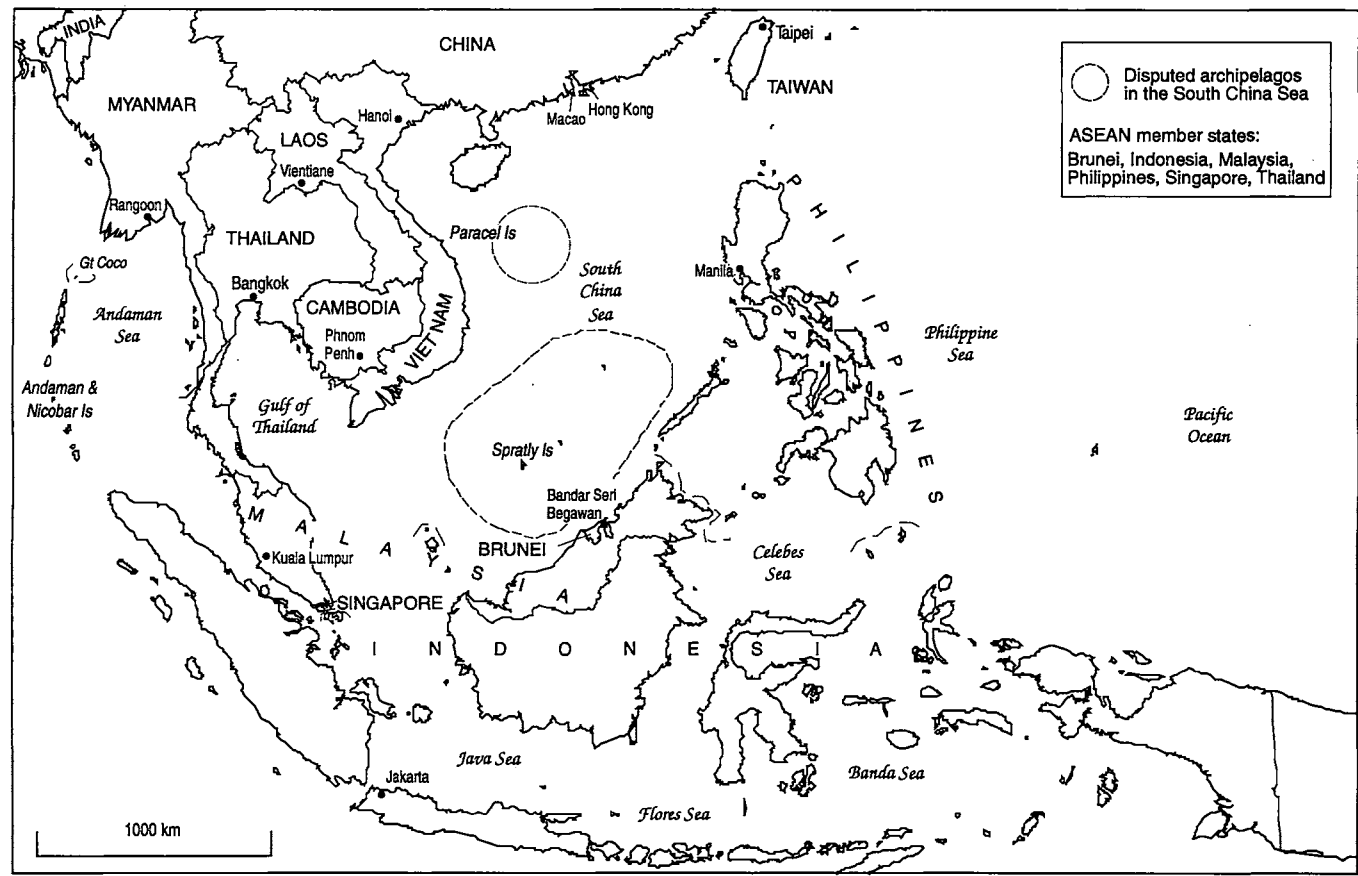 INDIA
CHINA
Taipei
TAIWAN
MYANMAR
Hanoi
Macao
Hong Kong
LAOS
Vientiane
Rangoon
THAILAND
Paracel Is
Gt Coco
South
China
Sea
Manila
Bangkok
CAMBODIA
Phnom
Penh
VIETNAM
Andaman
Sea
PHILIPPINES
Philippine
Sea
Andaman &
Nicobar Is
Gulf of
Thailand
Pacific
Ocean
Spratly Is
Bandar Seri
Begawan
MALAYSIA
BRUNEI
Celebes
Sea
Kuala Lumpur
SINGAPORE
INDONESIA
Java Sea
Jakarta
Banda Sea
Flores Sea
1000 km
Disputed archipelagos
in the South China Sea
ASEAN member states:
Brunei, Indonesia, Malaysia,
Philippines, Singapore, Thailand